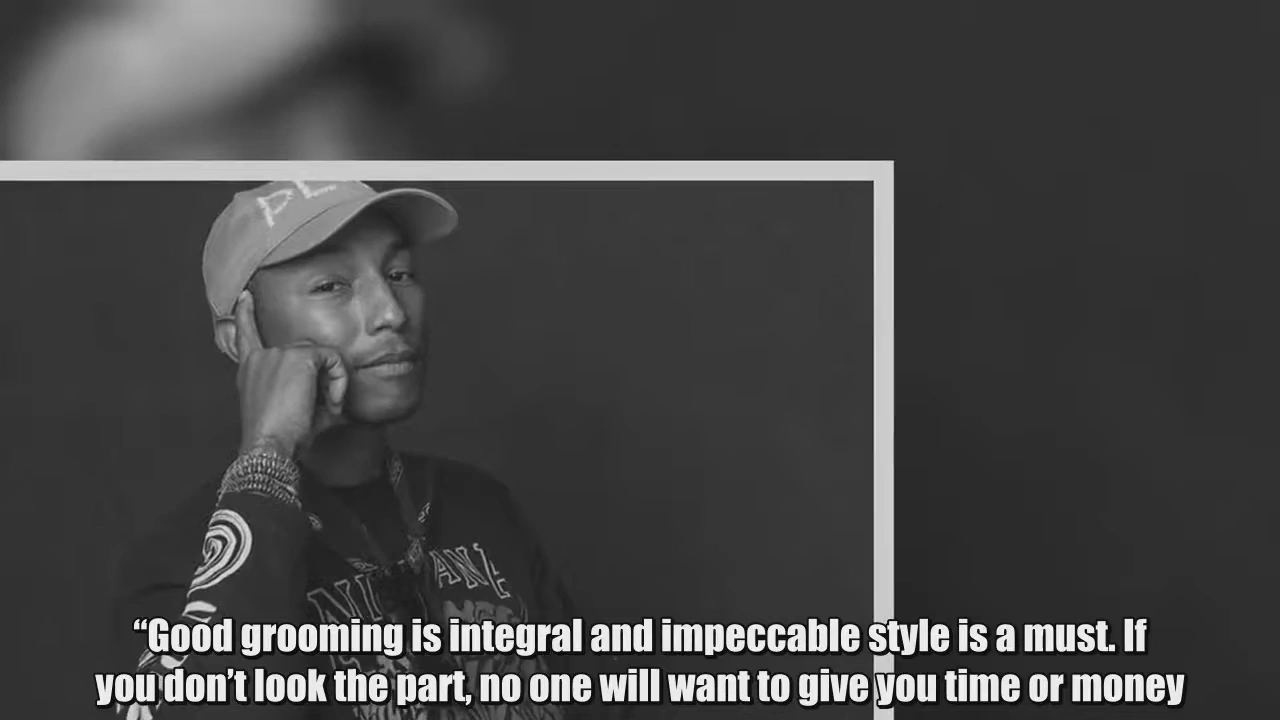 PL
“Good grooming is integral and impeccable style is a must. If
you don’t look the part, no one will want to give you time or money